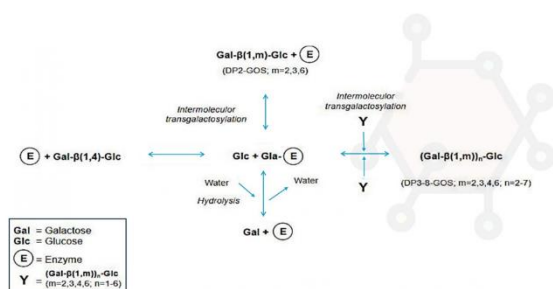 Gal-β(1,m)-Glc + E
(DP2-GOS; m=2,3,6)
Intermoleculor
transgalactosylation
Intermoleculor
transgalactosylation
Y
E + Gal-β(1,4)-Glc
Glc + Gla- E
(Gal-β(1,m))n-Glc
(DP3-8-GOS; m=2,3,4,6; n=2-7)
Y
Water
Water
Hydrolysis
Gal + E
Gal = Galactose
Glc = Glucose
E = Enzyme
Y = (Gal-β(1,m))n-Glc
(m=2,3,4,6; n=1-6)